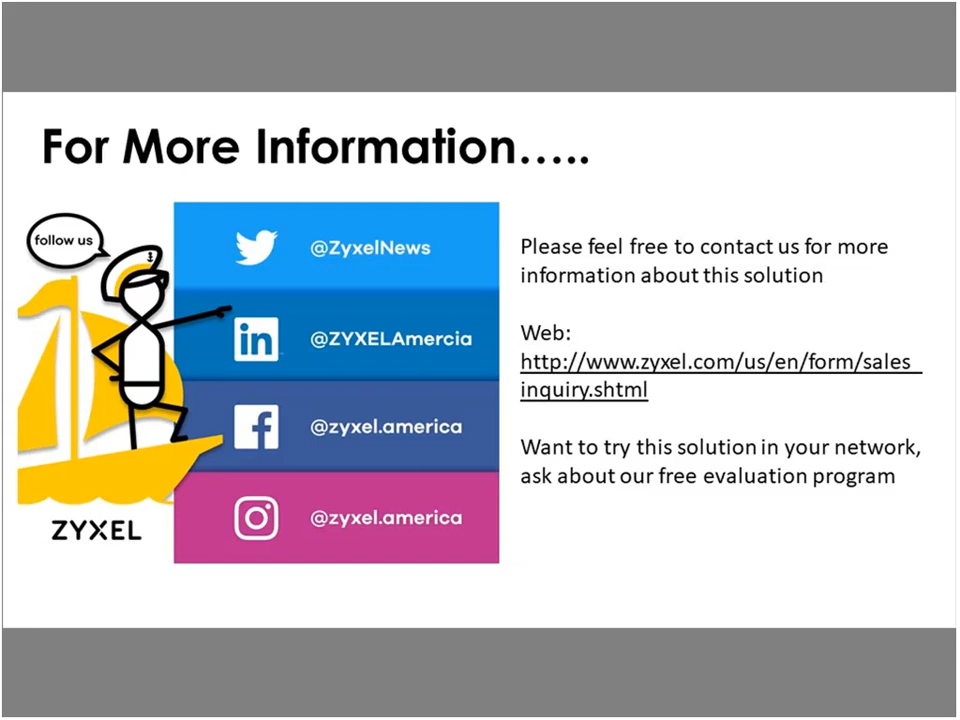 For More Information.....
follow us
@ZyxelNews
@ZYXELAmercia
@zyxel.america
@zyxel.america
ZYXEL
Please feel free to contact us for more
information about this solution
Web:
http://www.zyxel.com/us/en/form/sales_
inquiry.shtml
Want to try this solution in your network,
ask about our free evaluation program